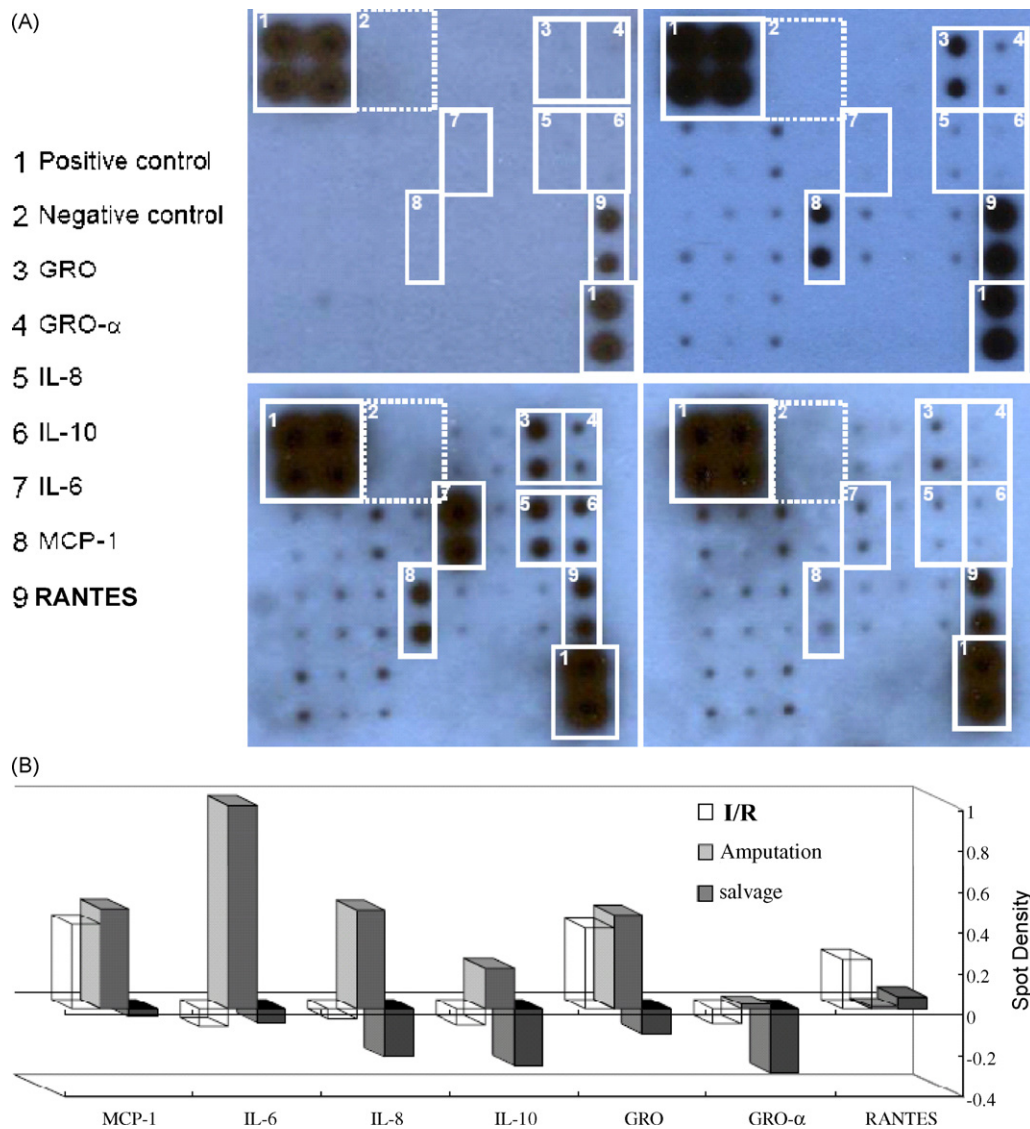 (A)
1 Positive control
2 Negative control
3 GRO
4 GRO-α
5 IL-8
6 IL-10
7 IL-6
8 MCP-1
9 RANTES
1 2 3 4
7 5 6
8 9
1
1 2 3 4
7 5 6
8 9
1
1 2 3 4
7 5 6
8 9
1
1 2 3 4
7 5 6
8 9
1
(B)
I/R
Amputation
salvage
1
0.8
0.6
0.4
0.2
0
-0.2
-0.4
Spot Density
MCP-1 IL-6 IL-8 IL-10 GRO GRO-α RANTES